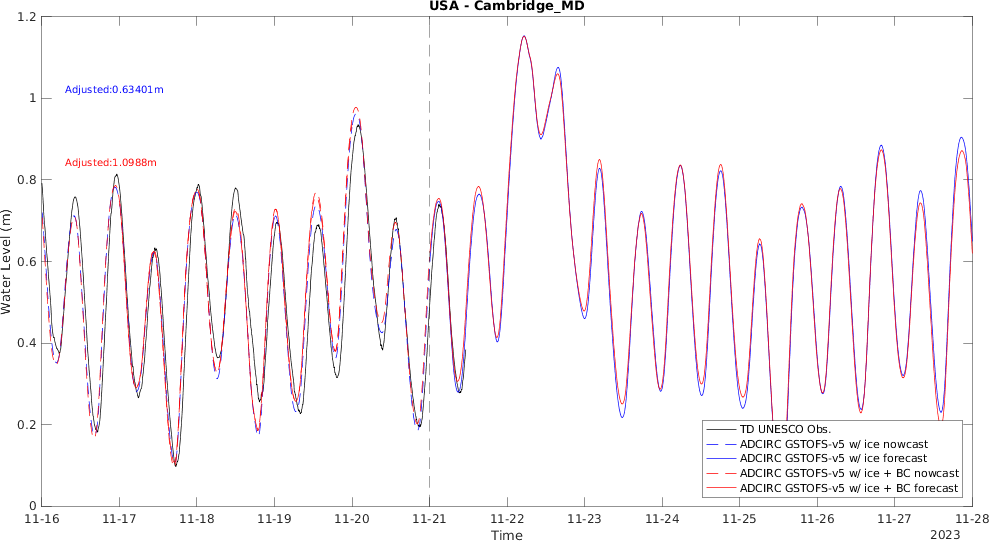 USA - Cambridge_MD
1.2
1
0.8
0.6
0.4
0.2
0
Water Level (m)
Adjusted:0.63401m
Adjusted:1.0988m
TD UNESCO Obs.
ADCIRC GSTOFS-v5 w/ ice nowcast
ADCIRC GSTOFS-v5 w/ ice forecast
ADCIRC GSTOFS-v5 w/ ice + BC nowcast
ADCIRC GSTOFS-v5 w/ ice + BC forecast
11-16 11-17 11-18 11-19 11-20 11-21 11-22 11-23 11-24 11-25 11-26 11-27 11-28
Time
2023